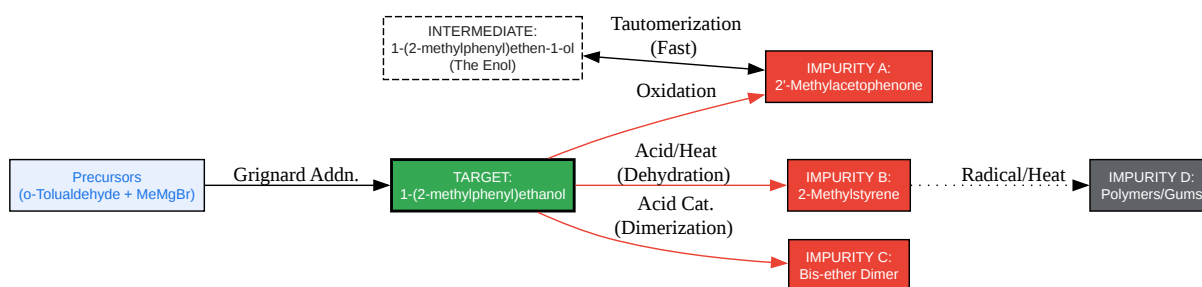 INTERMEDIATE:
1-(2-methylphenyl)ethen-1-ol
(The Enol)
Tautomerization
(Fast)
IMPURITY A:
2'-Methylacetophenone
Oxidation
Precursors
(o-Tolualdehyde + MeMgBr)
Grignard Addn.
TARGET:
1-(2-methylphenyl)ethanol
Acid/Heat
(Dehydration)
IMPURITY B:
2-Methylstyrene
Radical/Heat
IMPURITY D:
Polymers/Gums
Acid Cat.
(Dimerization)
IMPURITY C:
Bis-ether Dimer